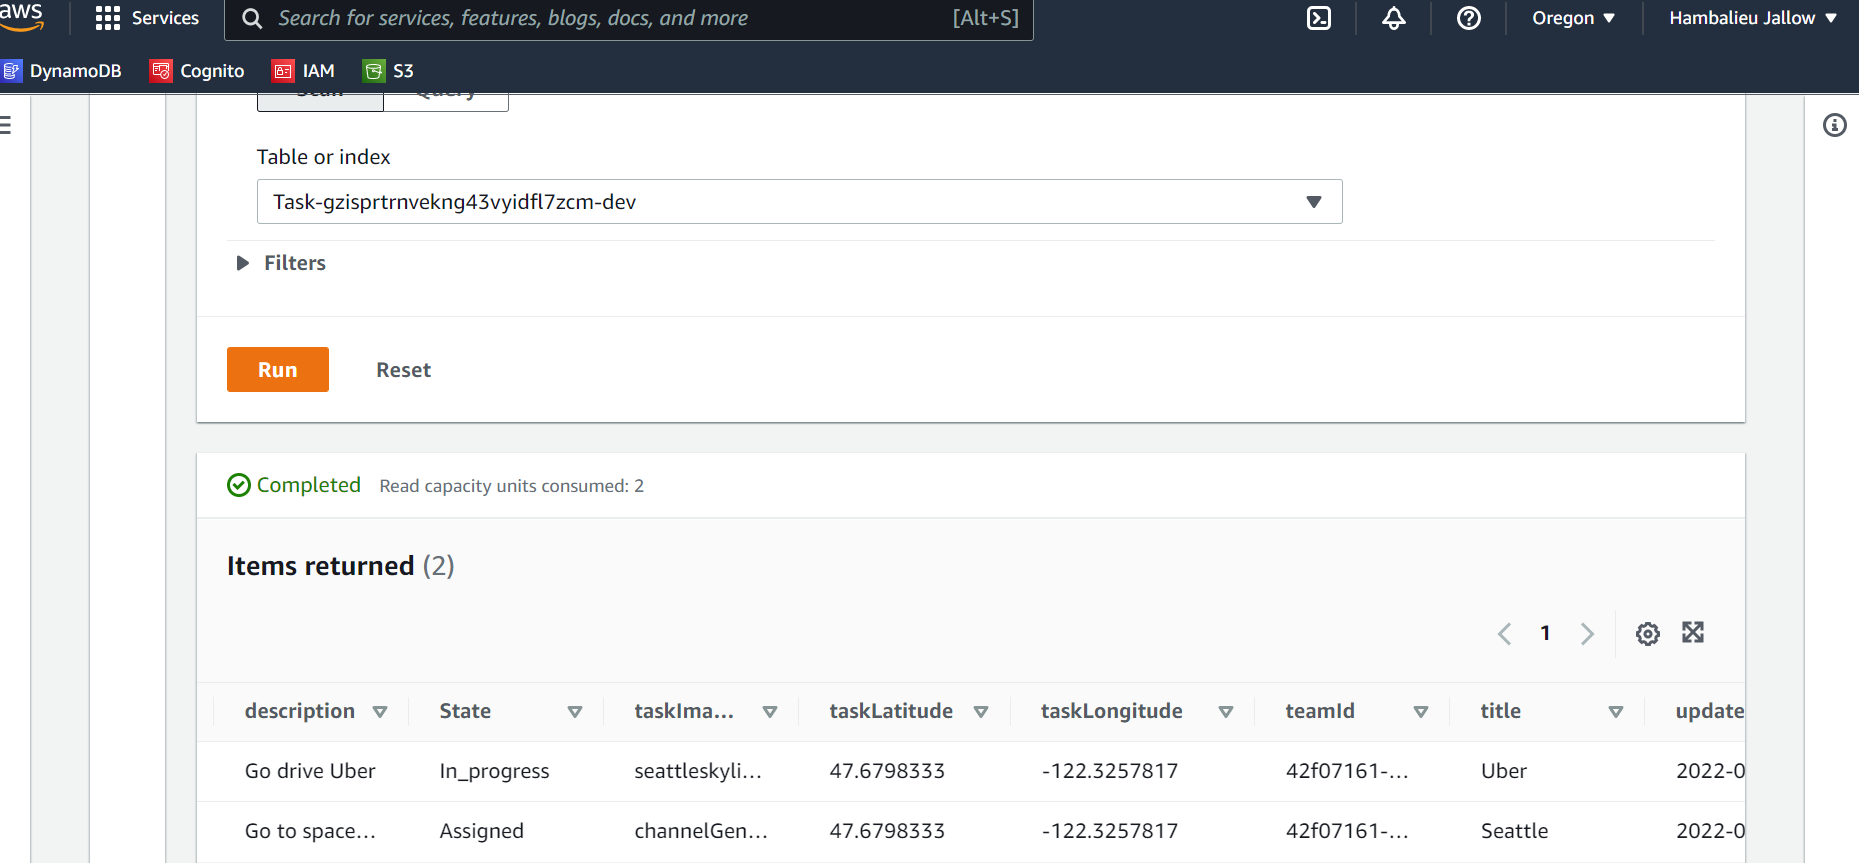 aws Services Search for services, features, blogs, docs, and more [Alt+S] Oregon Hambalieu Jallow
DynamoDB Cognito IAM S3
Scan Query
Table or index
Task-gzisprtrnvekng43vyidfl7zcm-dev
Filters
Run Reset
Completed Read capacity units consumed: 2
Items returned (2)
1
description State taskIma... taskLatitude taskLongitude teamId title update
Go drive Uber In_progress seattleskyli... 47.6798333 -122.3257817 42f07161-... Uber 2022-0
Go to space... Assigned channelGen... 47.6798333 -122.3257817 42f07161-... Seattle 2022-0